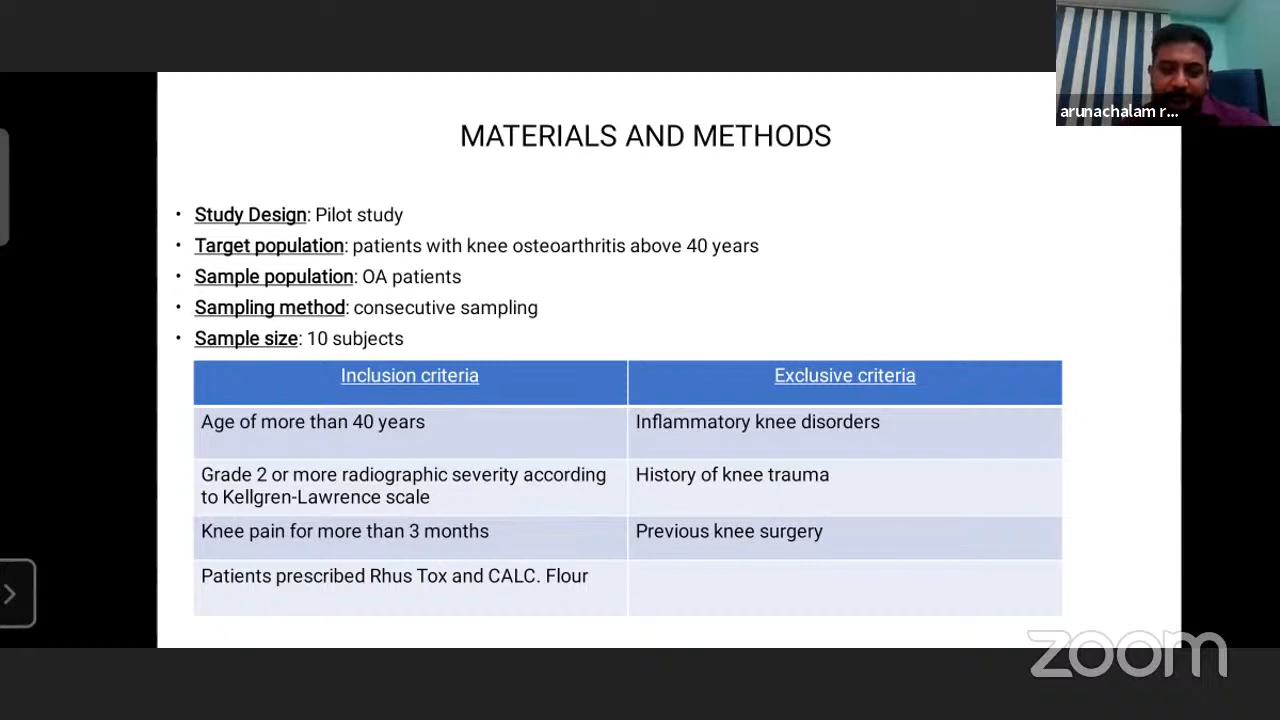 arunachalam r...
MATERIALS AND METHODS
• Study Design: Pilot study
• Target population: patients with knee osteoarthritis above 40 years
• Sample population: OA patients
• Sampling method: consecutive sampling
• Sample size: 10 subjects
Inclusion criteria
Exclusive criteria
Age of more than 40 years
Inflammatory knee disorders
Grade 2 or more radiographic severity according
to Kellgren-Lawrence scale
History of knee trauma
Knee pain for more than 3 months
Previous knee surgery
Patients prescribed Rhus Tox and CALC. Flour
zoom